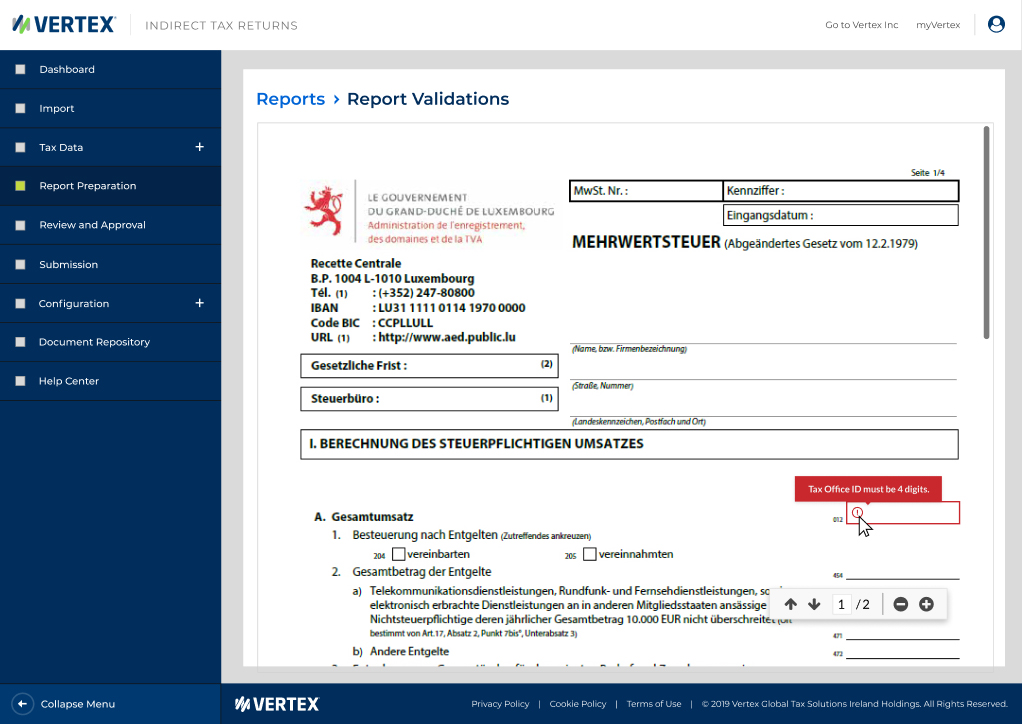 VERTEX
INDIRECT TAX RETURNS
Go to Vertex Inc
myVertex
Dashboard
Import
Tax Data
Report Preparation
Review and Approval
Submission
Configuration
Document Repository
Help Center
Collapse Menu
Reports › Report Validations
Seite 1/4
LE GOUVERNEMENT
DU GRAND-DUCHÉ DE LUXEMBOURG
Administration de l'enregistrement,
des domaines et de la TVA
MwSt. Nr. :
Kennziffer :
Eingangsdatum :
MEHRWERTSTEUER (Abgeändertes Gesetz vom 12.2.1979)
Recette Centrale
B.P. 1004 L-1010 Luxembourg
Tél. (1) : (+352) 247-80800
IBAN : LU31 1111 0114 1970 0000
Code BIC : CCPLLULL
URL (1) : http://www.aed.public.lu
(Name, bzw. Firmenbezeichnung)
Gesetzliche Frist : (2)
(Straße, Nummer)
Steuerbüro : (1)
(Landeskennzeichen, Postfach und Ort)
I. BERECHNUNG DES STEUERPFLICHTIGEN UMSATZES
Tax Office ID must be 4 digits.
A. Gesamtumsatz
012
1. Besteuerung nach Entgelten (Zutreffendes ankreuzen)
204 vereinbarten
205 vereinnahmten
2. Gesamtbetrag der Entgelte
454
a) Telekommunikationsdienstleistungen, Rundfunk- und Fernsehdienstleistungen,
elektronisch erbrachte Dienstleistungen an in anderen Mitgliedsstaaten ansässige
Nichtsteuerpflichtige deren jährlicher Gesamtbetrag 10.000 EUR nicht überschreitet
bestimmt von Art.17, Absatz 2, Punkt 7bis°, Unterabsatz 3)
471
b) Andere Entgelte
472
1 / 2
VERTEX
Privacy Policy | Cookie Policy | Terms of Use | © 2019 Vertex Global Tax Solutions Ireland Holdings. All Rights Reserved.